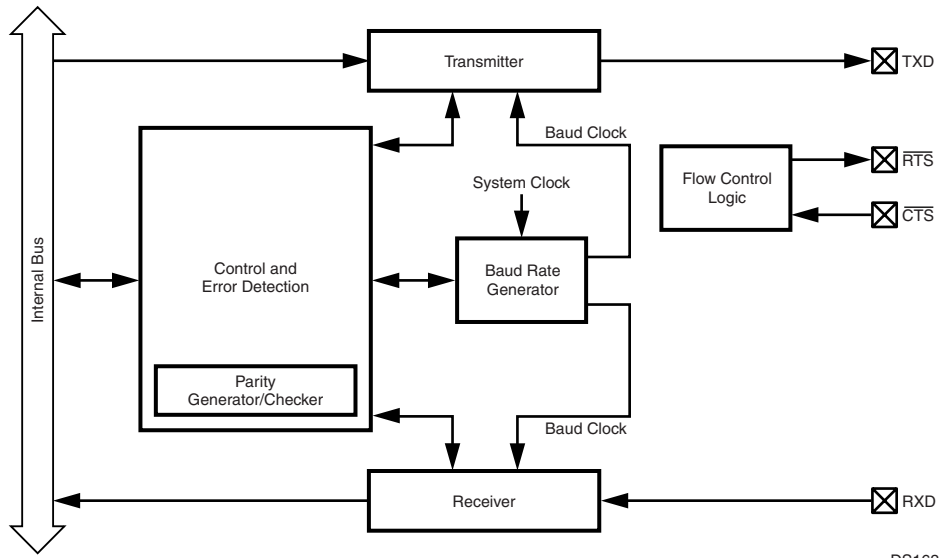 Transmitter
TXD
Baud Clock
System Clock
Flow Control
Logic
RTS
CTS
Internal Bus
Control and
Error Detection
Baud Rate
Generator
Parity
Generator/Checker
Baud Clock
Receiver
RXD